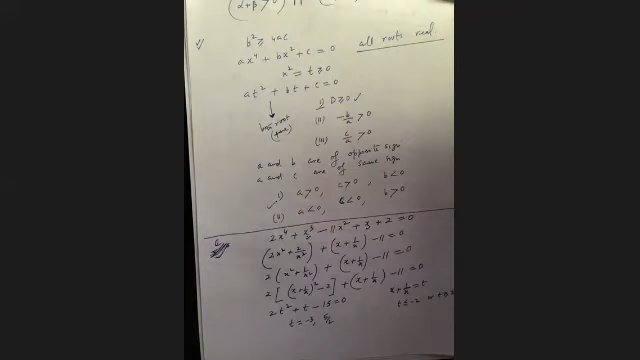 (α+β > 0)
b² ≥ 4ac
all roots real
ax⁴ + bx² + c = 0
x² = t ≥ 0
at² + bt + c = 0
i) D ≥ 0 ✓
both root
(ii) -b/a > 0
(iii) c/a > 0
a and b are of opposite sign
a and c are of same sign
✓ i) a > 0, c > 0, b < 0
(ii) a < 0, c < 0, b > 0
2x⁴ + x³ - 11x² + x + 2 = 0
(2x² + 2/x²) + (x + 1/x) - 11 = 0
2(x² + 1/x²) + (x + 1/x) - 11 = 0
2[(x + 1/x)² - 2] + (x + 1/x) - 11 = 0
x + 1/x = t
2t² + t - 15 = 0
t ≤ -2 or t ≥ 2
t = -3, 5/2